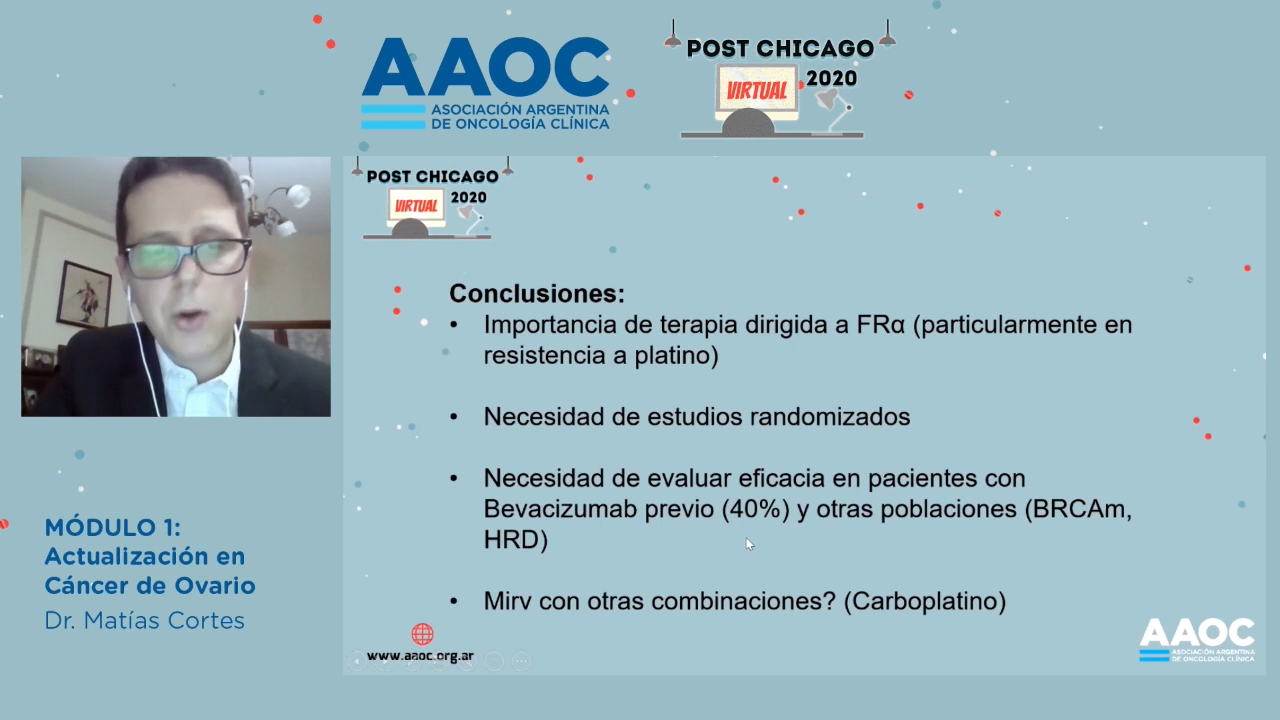 AAOC
ASOCIACIÓN ARGENTINA
DE ONCOLOGÍA CLÍNICA
POST CHICAGO
2020
VIRTUAL
POST CHICAGO
2020
VIRTUAL
Conclusiones:
• Importancia de terapia dirigida a FRα (particularmente en
resistencia a platino)
• Necesidad de estudios randomizados
• Necesidad de evaluar eficacia en pacientes con
Bevacizumab previo (40%) y otras poblaciones (BRCAm,
HRD)
• Mirv con otras combinaciones? (Carboplatino)
MÓDULO 1:
Actualización en
Cáncer de Ovario
Dr. Matías Cortes
www.aaoc.org.ar
AAOC
ASOCIACIÓN ARGENTINA
DE ONCOLOGÍA CLÍNICA